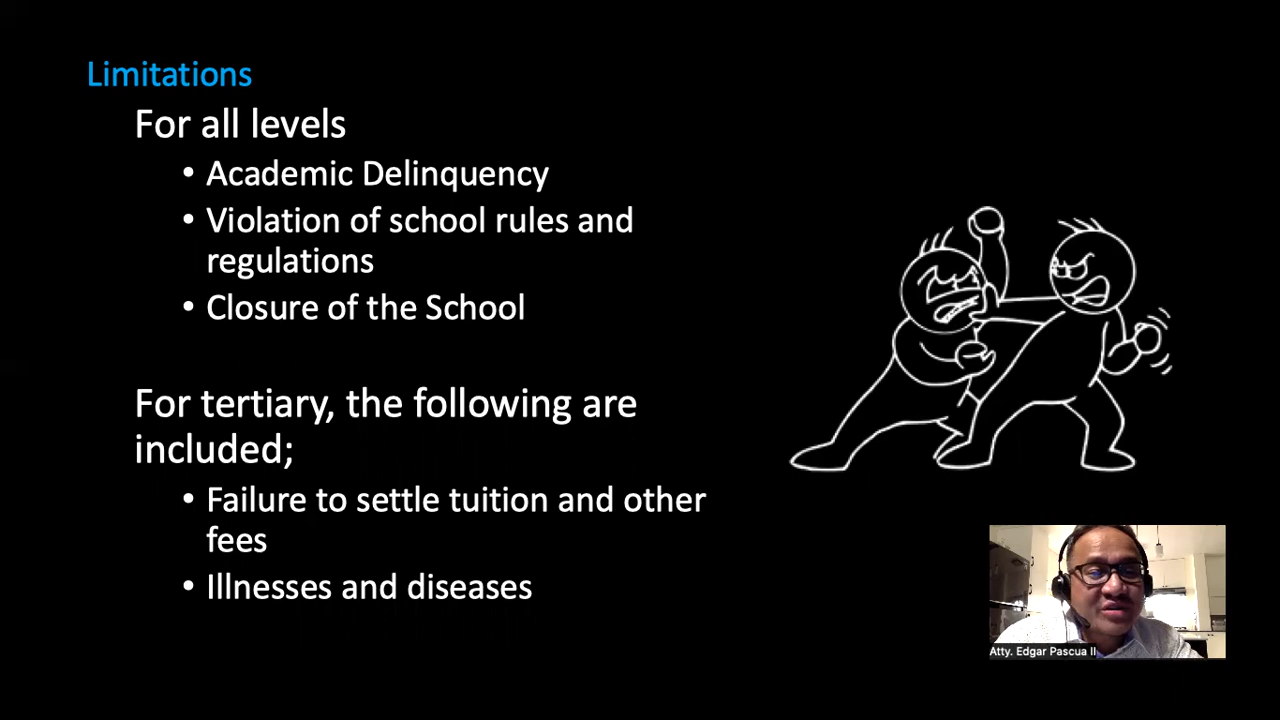 Limitations
For all levels
• Academic Delinquency
• Violation of school rules and
regulations
• Closure of the School
For tertiary, the following are
included;
• Failure to settle tuition and other
fees
• Illnesses and diseases
Atty. Edgar Pascua II